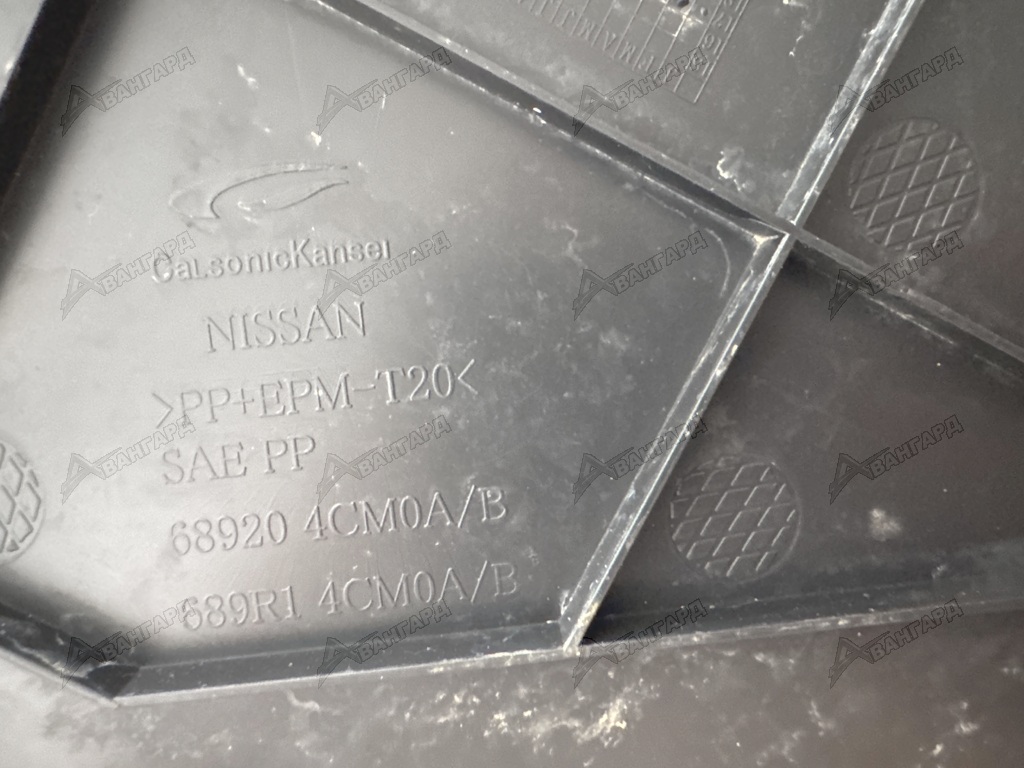 CalsonicKansei
NISSAN
>PP+EPM-T20<
SAE PP
68920 4CM0A/B
689R1 4CM0A/B
АВАНГАРД